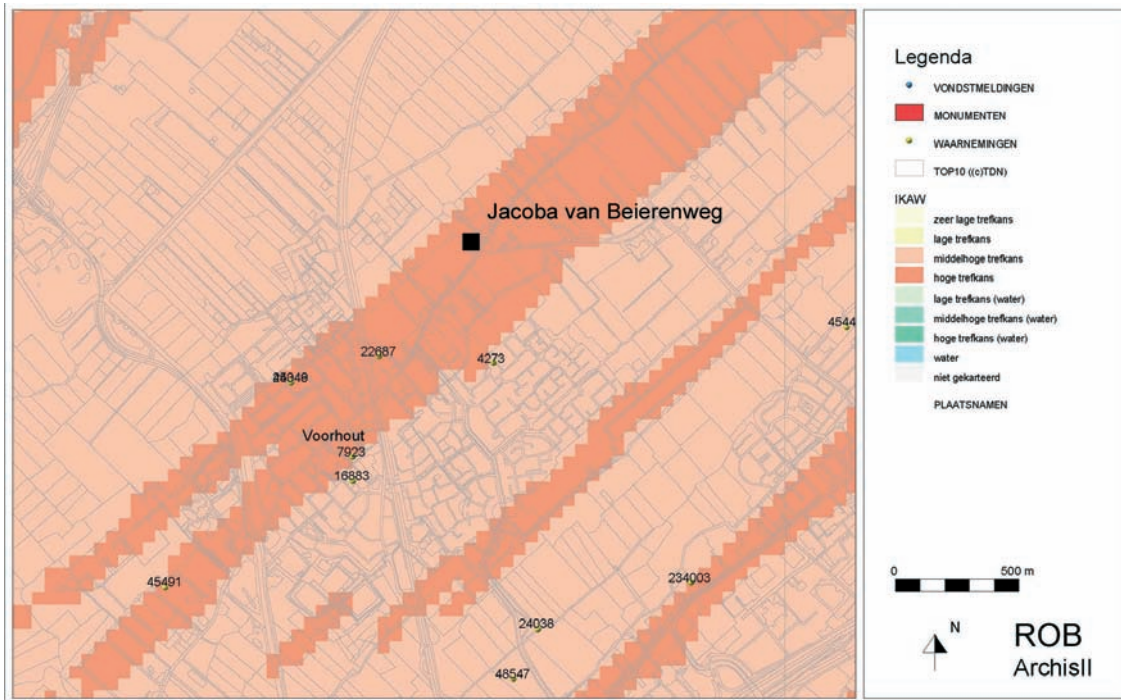 Jacoba van Beierenweg
4544
22687
4273
Voorhout
7923
16883
45491
234003
24038
48547
Legenda
VONDSTMELDINGEN
MONUMENTEN
WAARNEMINGEN
TOP10 ((c)TDN)
IKAW
zeer lage trefkans
lage trefkans
middelhoge trefkans
hoge trefkans
lage trefkans (water)
middelhoge trefkans (water)
hoge trefkans (water)
water
niet gekarteerd
PLAATSNAMEN
0 500 m
N
ROB
ArchisII